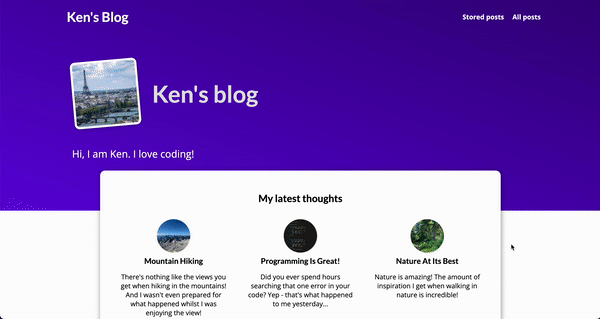 Ken's Blog
Stored posts All posts
Ken's blog
Hi, I am Ken. I love coding!
My latest thoughts
Mountain Hiking
There's nothing like the views you
get when hiking in the mountains!
And I wasn't even prepared for
what happened whilst I was
enjoying the view!
Programming Is Great!
Did you ever spend hours
searching that one error in your
code? Yep - that's what happened
to me yesterday...
Nature At Its Best
Nature is amazing! The amount of
inspiration I get when walking in
nature is incredible!